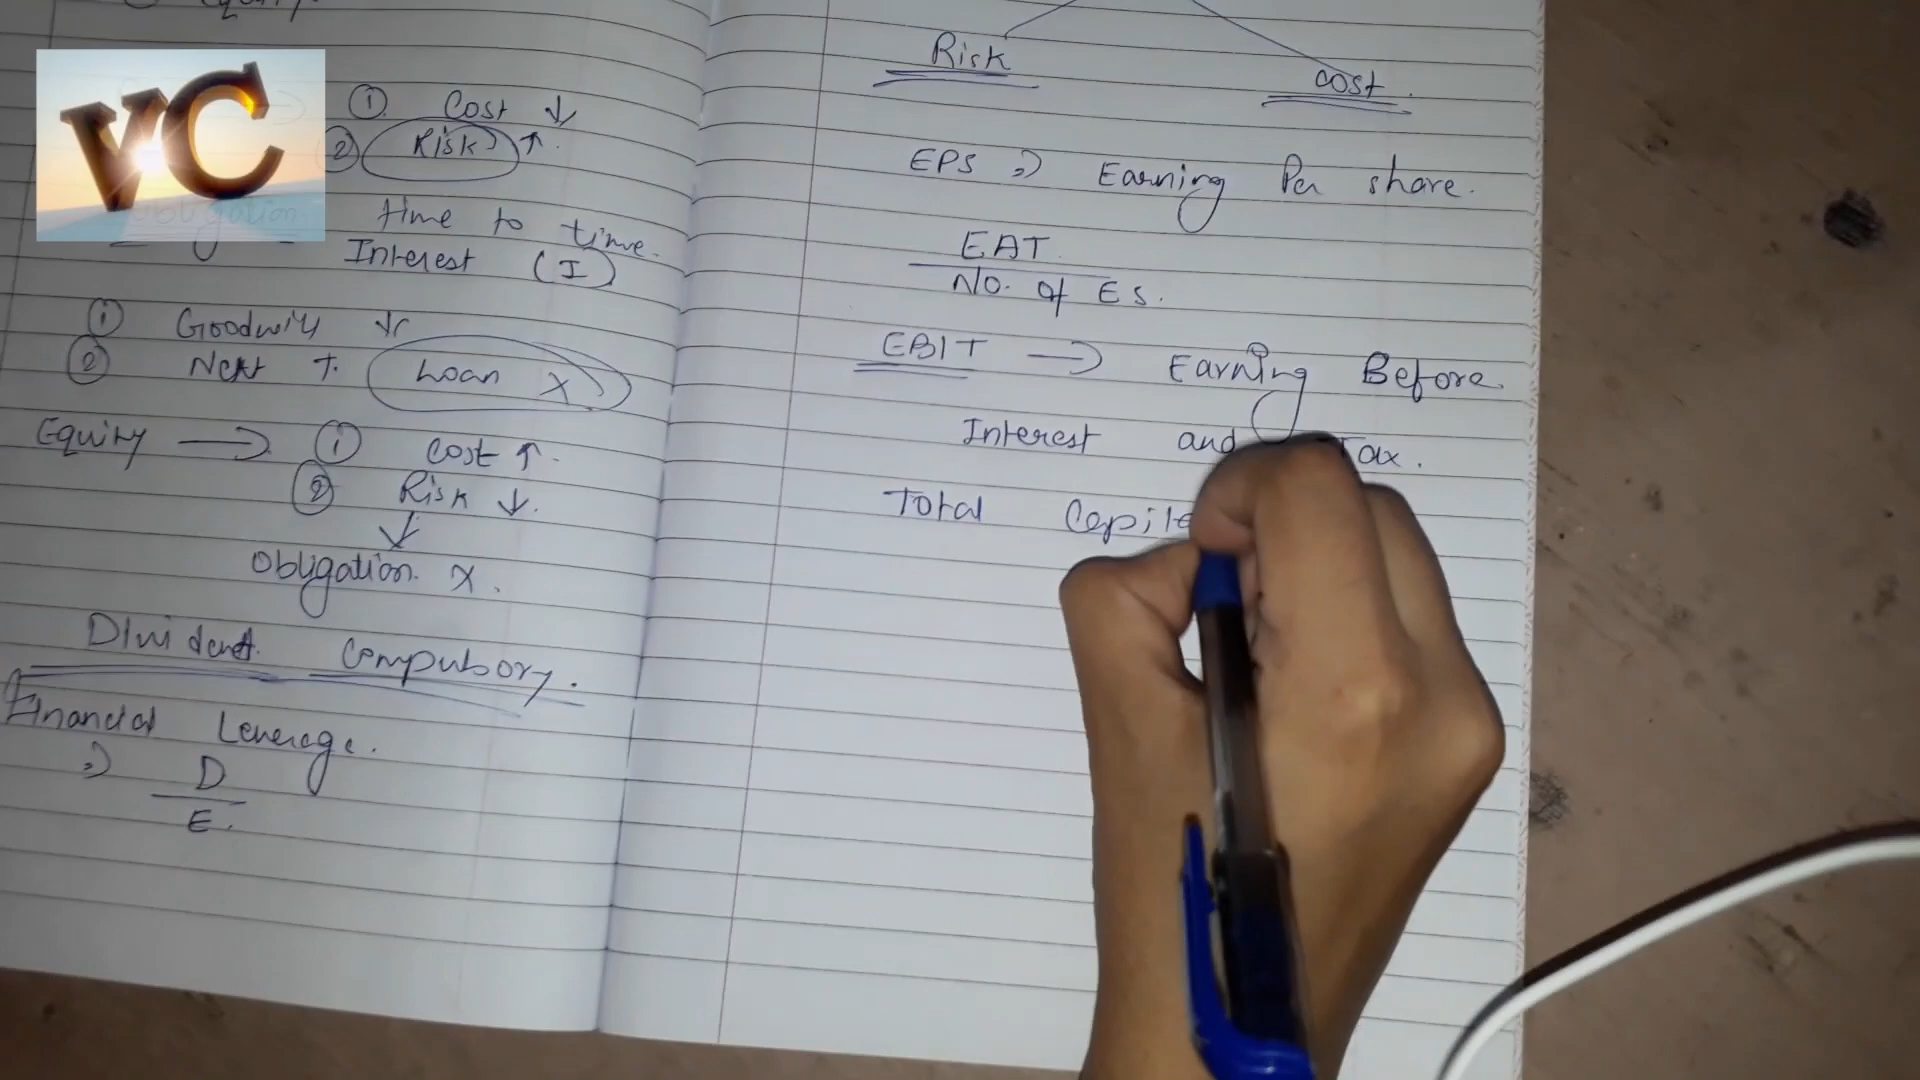 VC
① Cost ↓
② Risk ↑
Obligation
time to time.
Interest (I)
① Goodwill ↓
② Next ↑. Loan X
Equity → ① Cost ↑.
② Risk ↓.
↓
Obligation X.
Dividend Compulsory.
Financial Leverage.
⇒ D
E.
Risk
cost.
EPS ⇒ Earning Per share.
EAT
No. of ES.
EBIT → Earning Before
Interest and Tax.
Total Capit